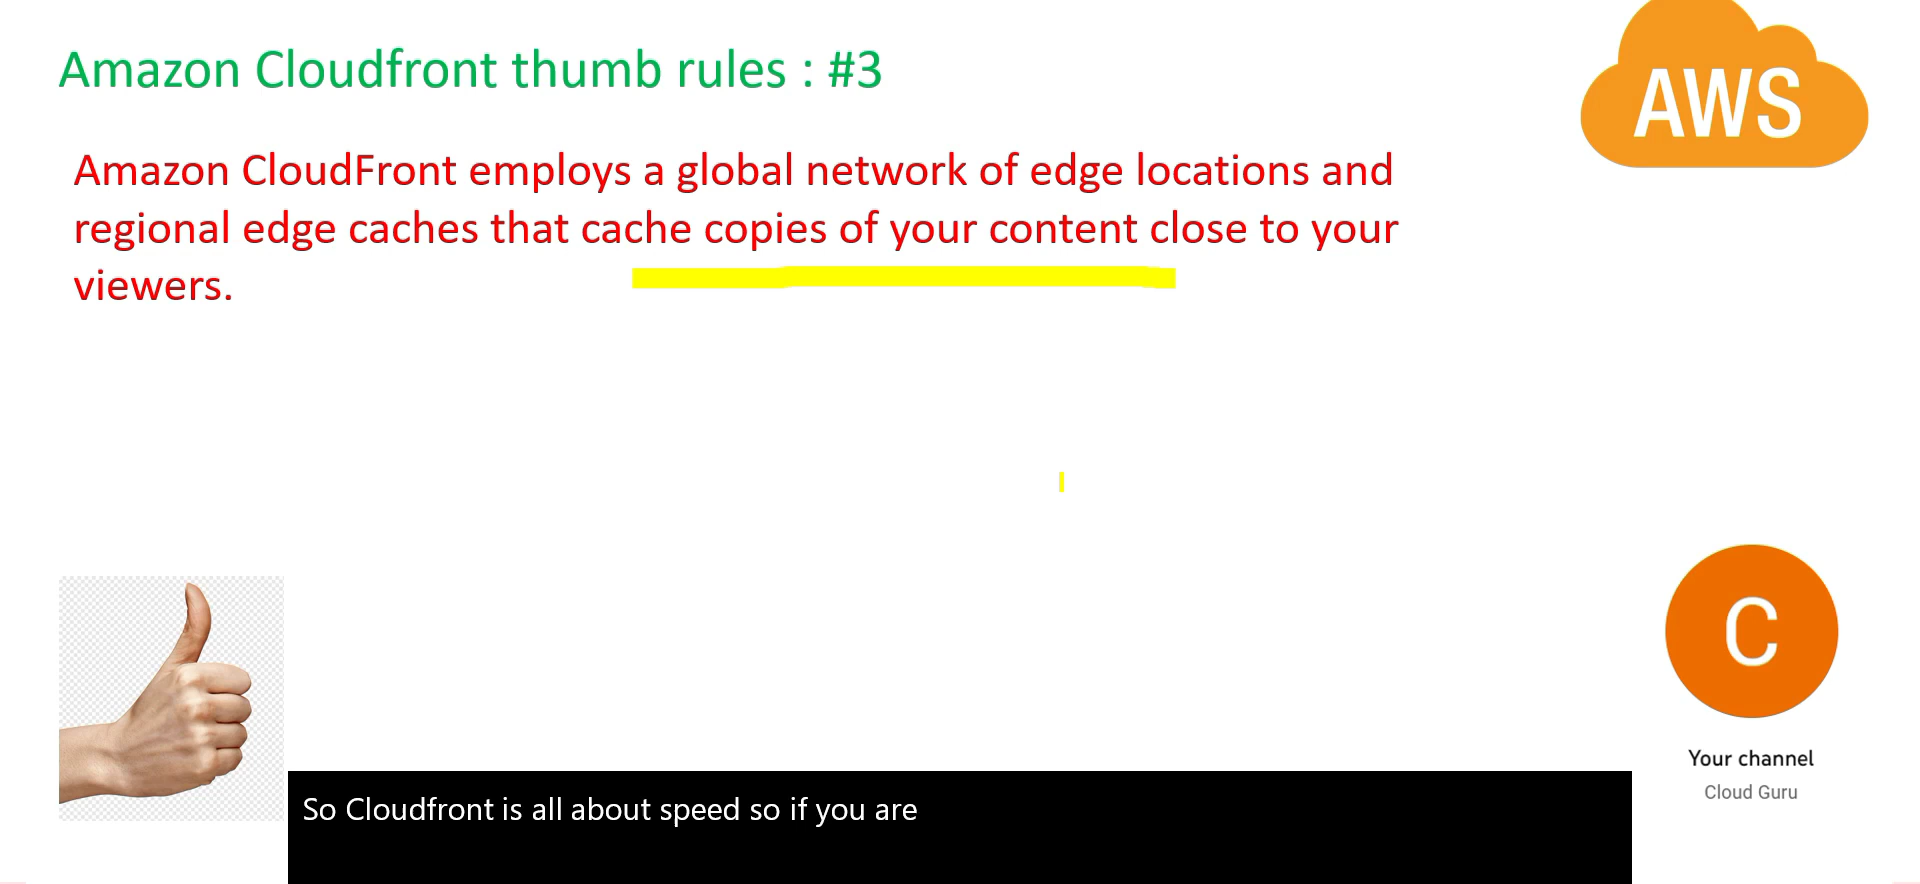 Amazon Cloudfront thumb rules : #3
AWS
Amazon CloudFront employs a global network of edge locations and
regional edge caches that cache copies of your content close to your
viewers.
C
Your channel
Cloud Guru
So Cloudfront is all about speed so if you are